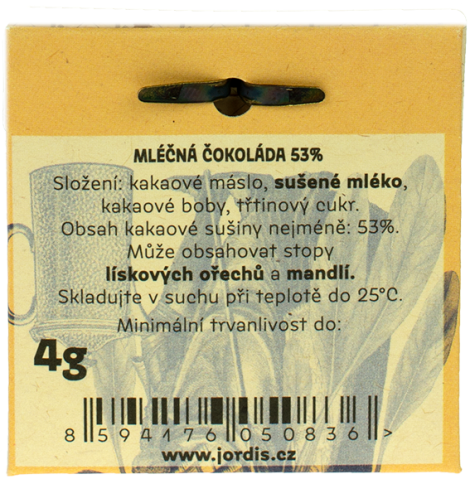 MLÉČNÁ ČOKOLÁDA 53%
Složení: kakaové máslo, sušené mléko,
kakaové boby, třtinový cukr.
Obsah kakaové sušiny nejméně: 53%.
Může obsahovat stopy
lískových ořechů a mandlí.
Skladujte v suchu při teplotě do 25°C.
Minimální trvanlivost do:
4g
8 594176 050836 >
www.jordis.cz